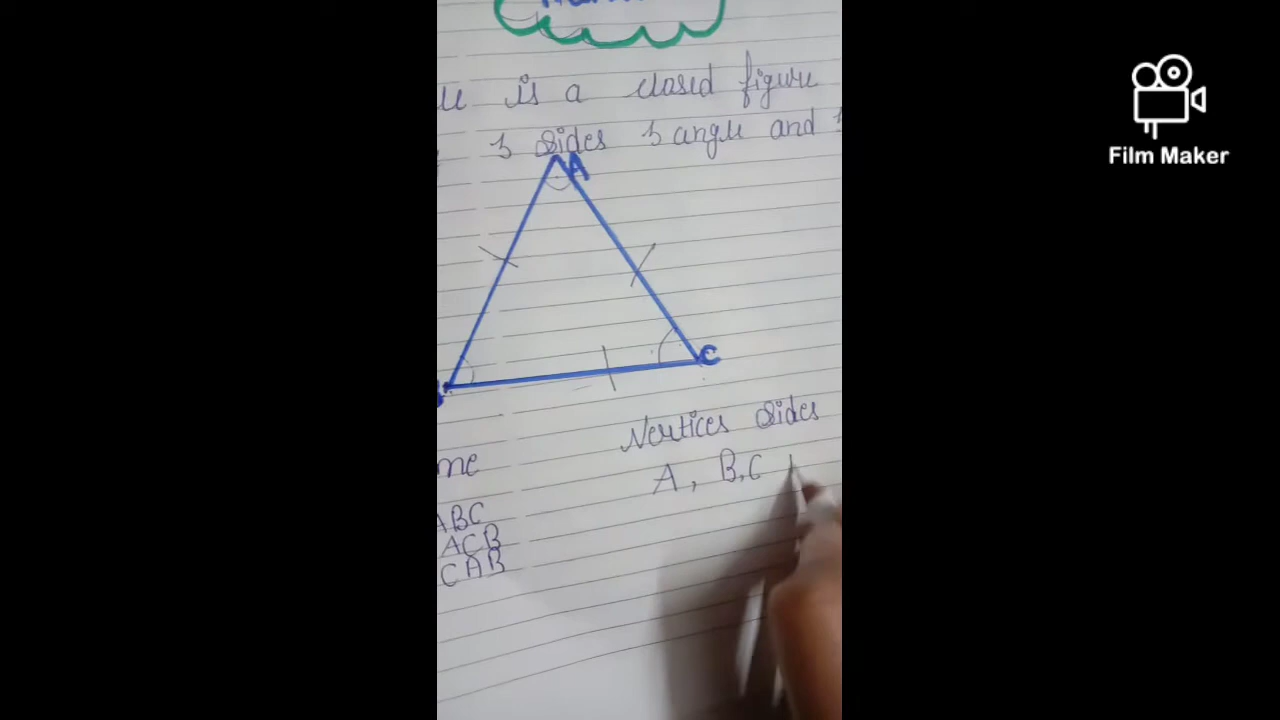 is a closed figure
3 sides 3 angle and
A
C
Vertices sides
A, B,C
me
ABC
ACB
CAB
Film Maker